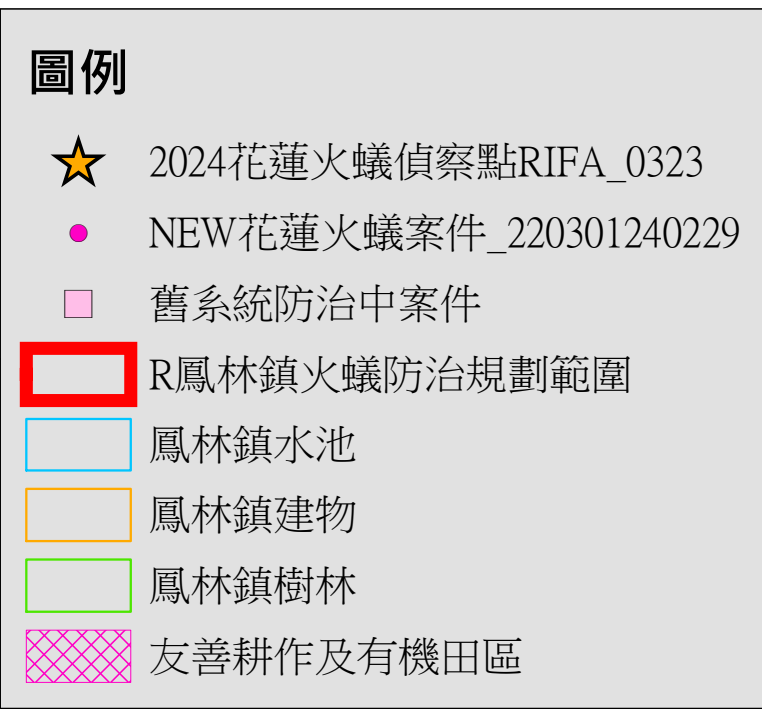 圖例
2024花蓮火蟻偵察點RIFA_0323
NEW花蓮火蟻案件_220301240229
舊系統防治中案件
R鳳林鎮火蟻防治規劃範圍
鳳林鎮水池
鳳林鎮建物
鳳林鎮樹林
友善耕作及有機田區